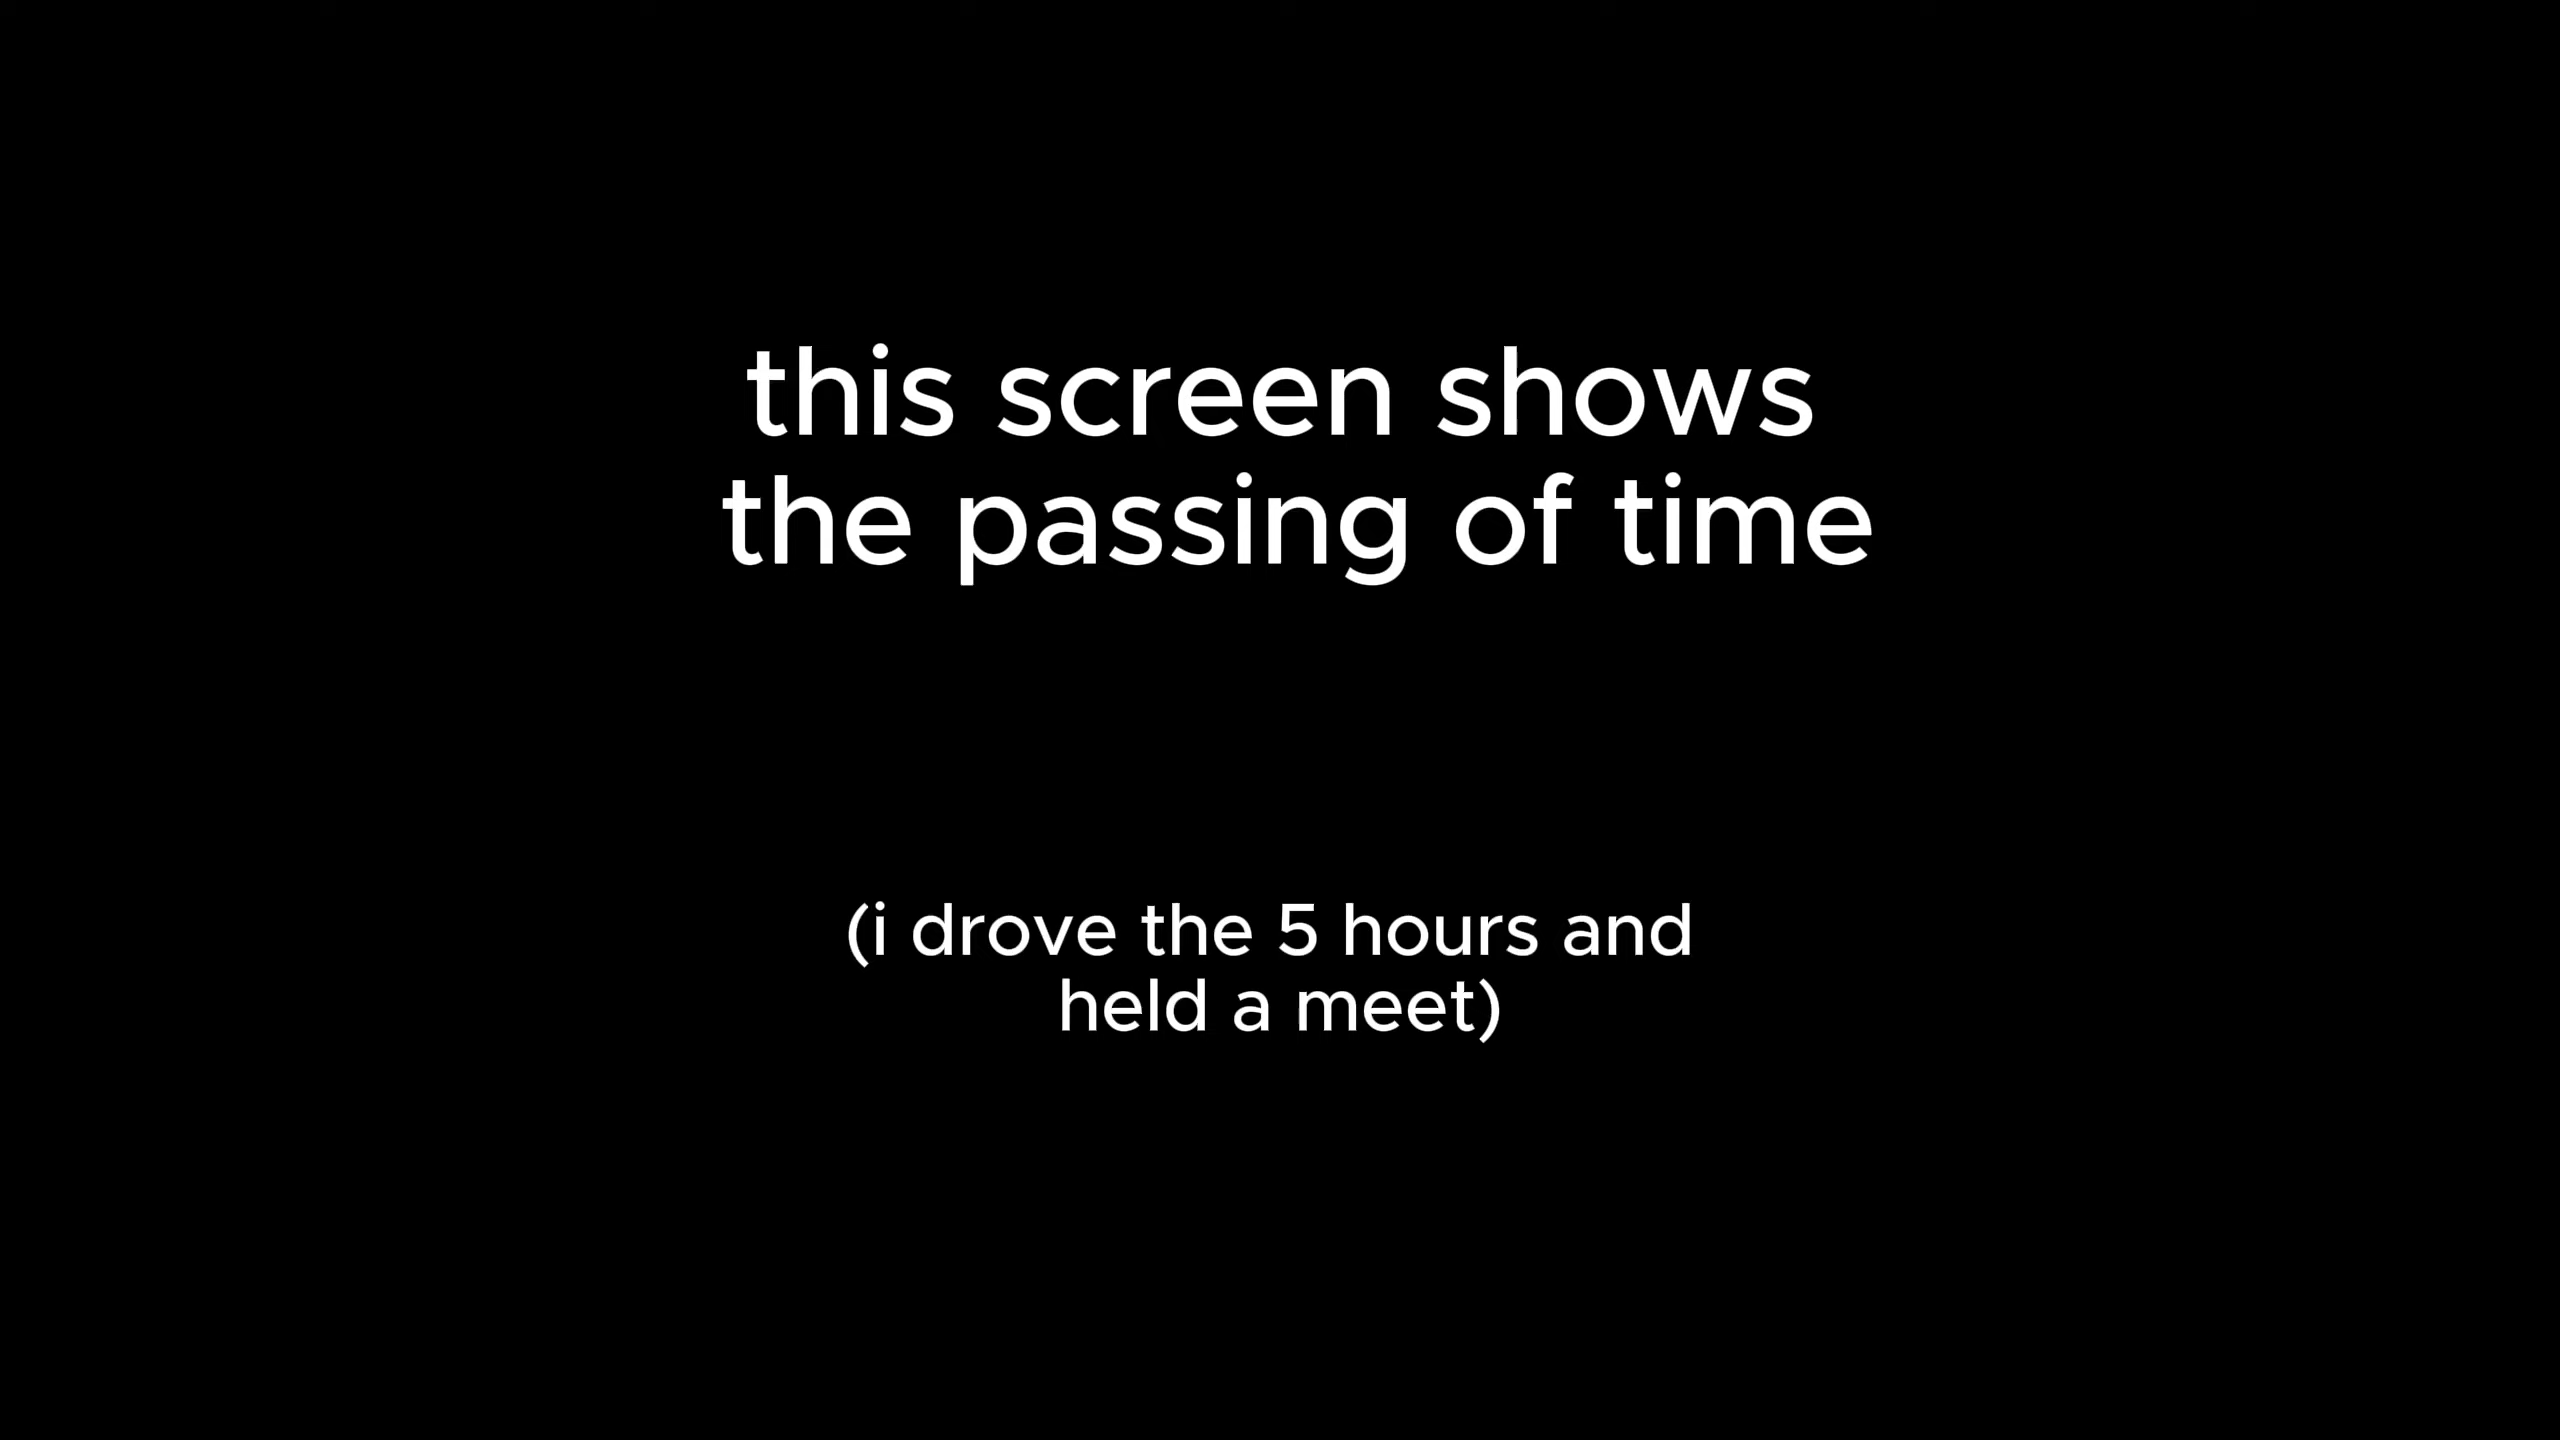 this screen shows
the passing of time
(i drove the 5 hours and
held a meet)